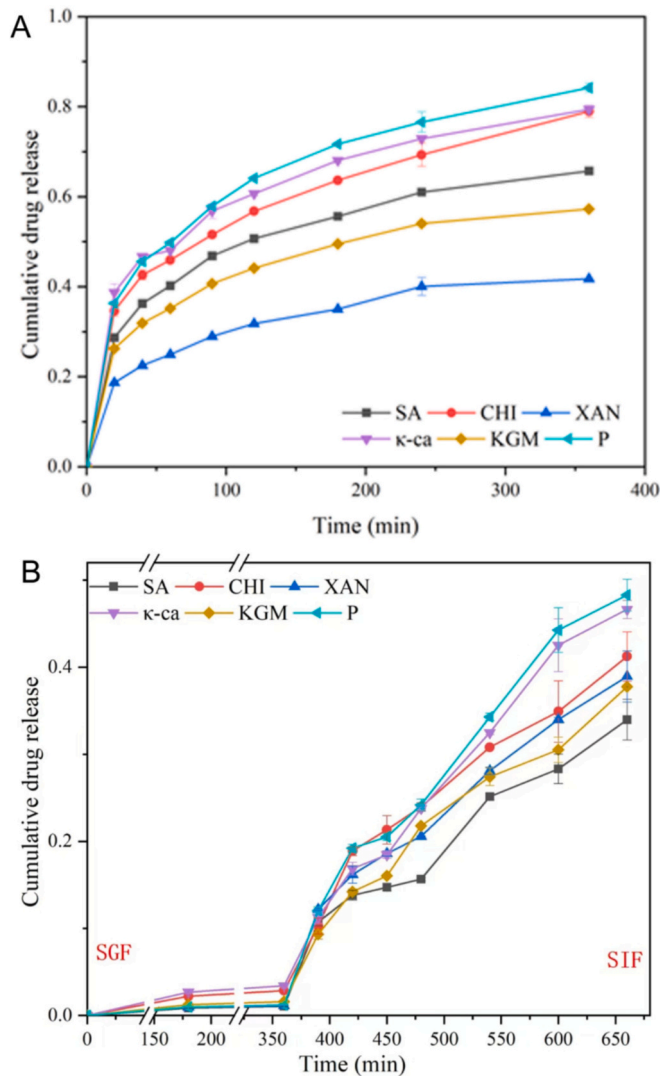 A
1.0
0.8
0.6
0.4
0.2
0.0
Cumulative drug release
SA CHI XAN
κ-ca KGM P
0 100 200 300 400
Time (min)
B
SA CHI XAN
κ-ca KGM P
0.4
0.2
0.0
Cumulative drug release
SGF
SIF
0 150 200 350 400 450 500 550 600 650
Time (min)